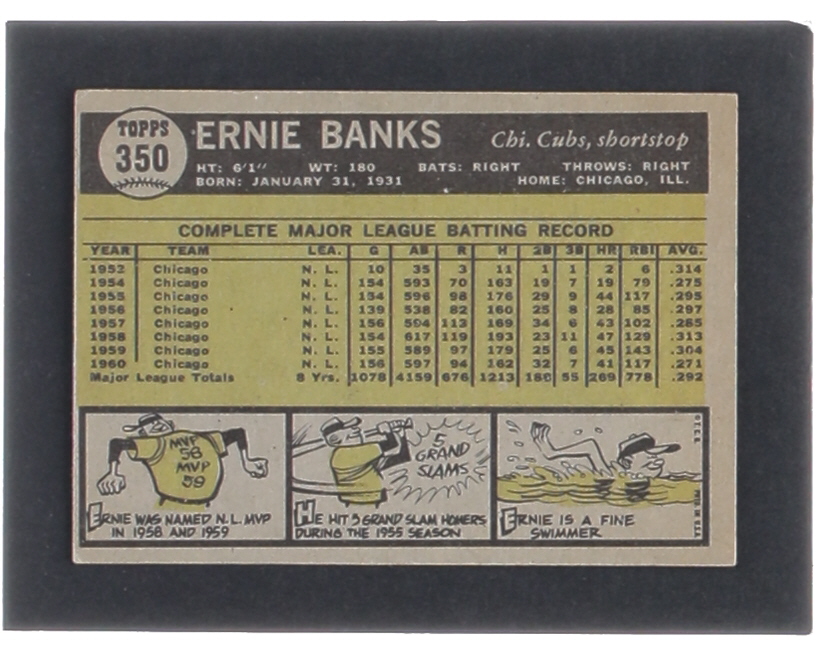 TOPPS
350
ERNIE BANKS Chi. Cubs, shortstop
HT: 6'1" WT: 180 BATS: RIGHT THROWS: RIGHT
BORN: JANUARY 31, 1931 HOME: CHICAGO, ILL.
COMPLETE MAJOR LEAGUE BATTING RECORD
YEAR TEAM LEA. G AB R H 2B 3B HR RBI AVG.
1953 Chicago N. L. 10 35 3 11 1 1 2 6 .314
1954 Chicago N. L. 154 593 70 163 19 7 19 79 .275
1955 Chicago N. L. 154 596 98 176 29 9 44 117 .295
1956 Chicago N. L. 139 538 82 160 25 8 28 85 .297
1957 Chicago N. L. 156 594 113 169 34 6 43 102 .285
1958 Chicago N. L. 154 617 119 193 23 11 47 129 .313
1959 Chicago N. L. 155 589 97 179 25 6 45 143 .304
1960 Chicago N. L. 156 597 94 162 32 7 41 117 .271
Major League Totals 8 Yrs. 1078 4159 676 1213 188 55 269 778 .292
MVP
58
MVP
59
ERNIE WAS NAMED N.L. MVP
IN 1958 AND 1959
5
GRAND
SLAMS
HE HIT 5 GRAND SLAM HOMERS
DURING THE 1955 SEASON
ERNIE IS A FINE
SWIMMER